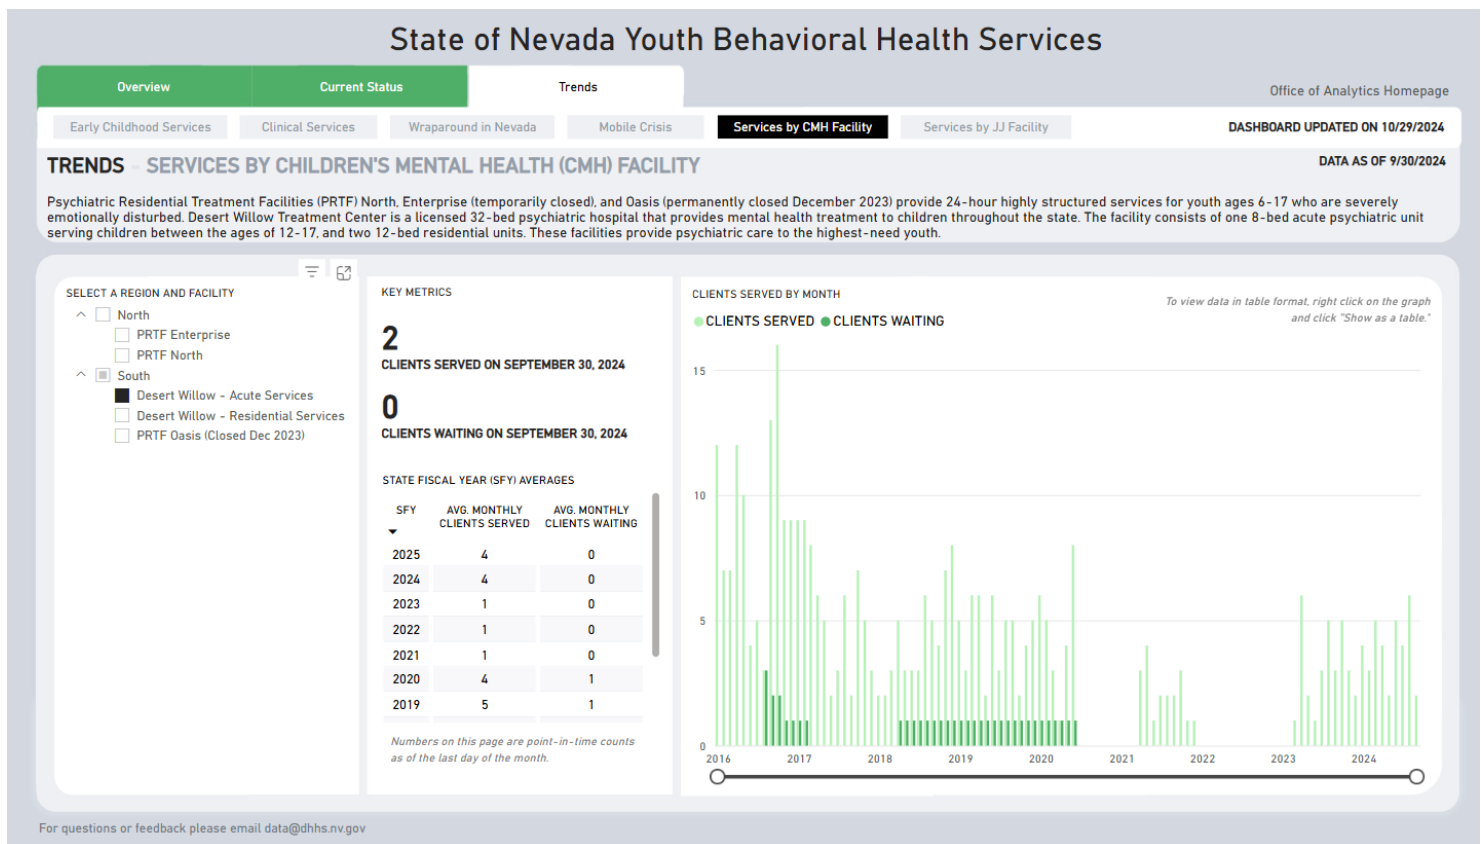 State of Nevada Youth Behavioral Health Services
Overview
Current Status
Trends
Office of Analytics Homepage
Early Childhood Services
Clinical Services
Wraparound in Nevada
Mobile Crisis
Services by CMH Facility
Services by JJ Facility
DASHBOARD UPDATED ON 10/29/2024
TRENDS - SERVICES BY CHILDREN'S MENTAL HEALTH (CMH) FACILITY
DATA AS OF 9/30/2024
Psychiatric Residential Treatment Facilities (PRTF) North, Enterprise (temporarily closed), and Oasis (permanently closed December 2023) provide 24-hour highly structured services for youth ages 6-17 who are severely
emotionally disturbed. Desert Willow Treatment Center is a licensed 32-bed psychiatric hospital that provides mental health treatment to children throughout the state. The facility consists of one 8-bed acute psychiatric unit
serving children between the ages of 12-17, and two 12-bed residential units. These facilities provide psychiatric care to the highest-need youth.
SELECT A REGION AND FACILITY
North
PRTF Enterprise
PRTF North
South
Desert Willow - Acute Services
Desert Willow - Residential Services
PRTF Oasis (Closed Dec 2023)
KEY METRICS
2
CLIENTS SERVED ON SEPTEMBER 30, 2024
0
CLIENTS WAITING ON SEPTEMBER 30, 2024
STATE FISCAL YEAR (SFY) AVERAGES
SFY AVG. MONTHLY CLIENTS SERVED AVG. MONTHLY CLIENTS WAITING
2025 4 0
2024 4 0
2023 1 0
2022 1 0
2021 1 0
2020 4 1
2019 5 1
Numbers on this page are point-in-time counts
as of the last day of the month.
CLIENTS SERVED BY MONTH
CLIENTS SERVED CLIENTS WAITING
To view data in table format, right click on the graph
and click "Show as a table."
15
10
5
0
2016 2017 2018 2019 2020 2021 2022 2023 2024
For questions or feedback please email data@dhhs.nv.gov